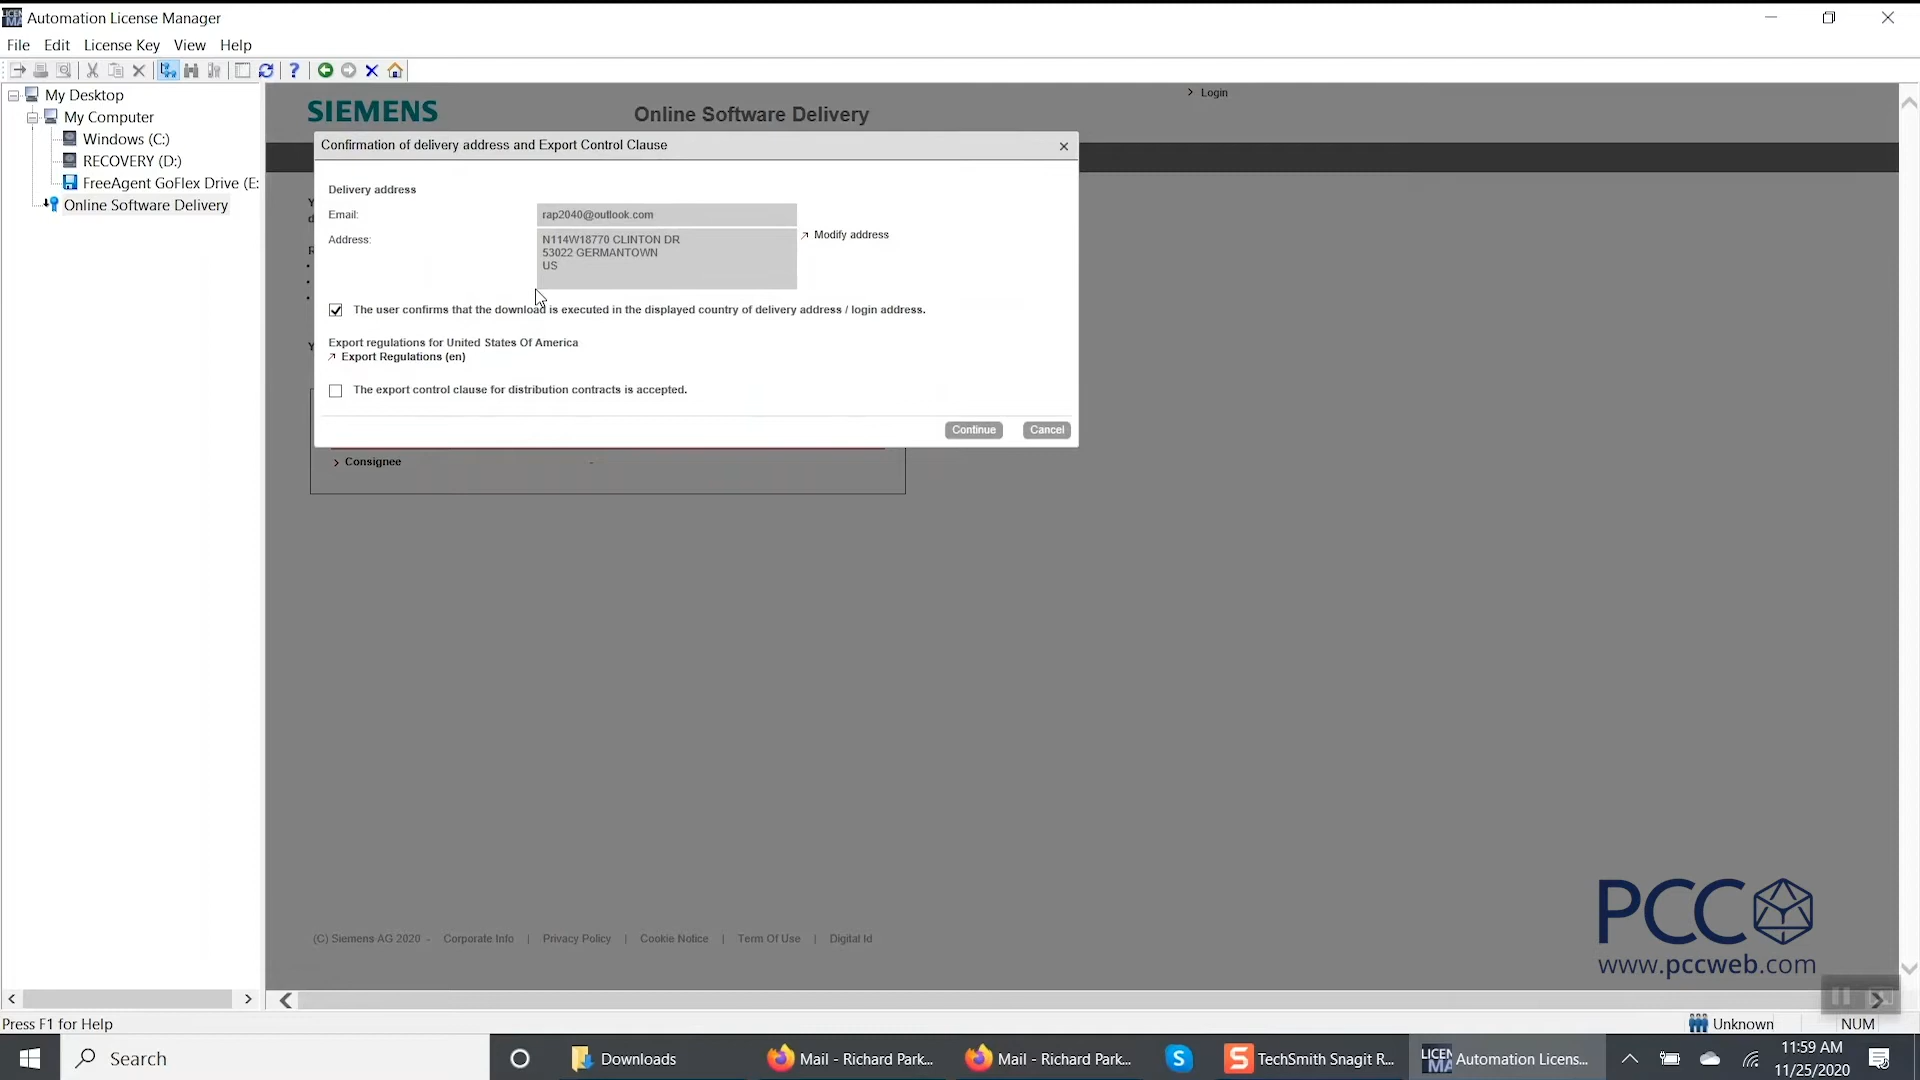 Automation License Manager
File Edit License Key View Help
My Desktop
My Computer
Windows (C:)
RECOVERY (D:)
FreeAgent GoFlex Drive (E:
Online Software Delivery
SIEMENS
Online Software Delivery
Login
Confirmation of delivery address and Export Control Clause
Delivery address
Email:
rap2040@outlook.com
Address:
N114W18770 CLINTON DR
53022 GERMANTOWN
US
Modify address
The user confirms that the download is executed in the displayed country of delivery address / login address.
Export regulations for United States Of America
Export Regulations (en)
The export control clause for distribution contracts is accepted.
Continue Cancel
Consignee -
(C) Siemens AG 2020 - Corporate Info | Privacy Policy | Cookie Notice | Term Of Use | Digital Id
PCC
www.pccweb.com
Press F1 for Help
Unknown
NUM
Search
Downloads
Mail - Richard Park...
Mail - Richard Park...
TechSmith Snagit R...
Automation Licens...
11:59 AM
11/25/2020